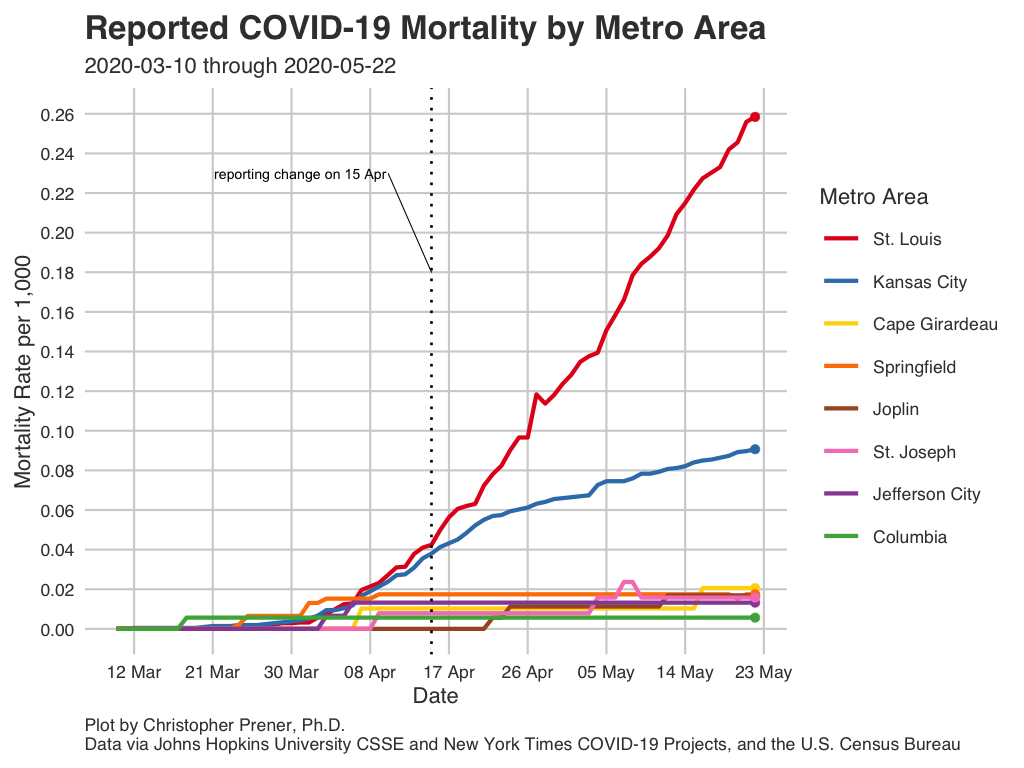 Reported COVID-19 Mortality by Metro Area
2020-03-10 through 2020-05-22
0.26
0.24
0.22
0.20
0.18
0.16
0.14
0.12
0.10
0.08
0.06
0.04
0.02
0.00
Mortality Rate per 1,000
reporting change on 15 Apr
12 Mar 21 Mar 30 Mar 08 Apr 17 Apr 26 Apr 05 May 14 May 23 May
Date
Metro Area
St. Louis
Kansas City
Cape Girardeau
Springfield
Joplin
St. Joseph
Jefferson City
Columbia
Plot by Christopher Prener, Ph.D.
Data via Johns Hopkins University CSSE and New York Times COVID-19 Projects, and the U.S. Census Bureau